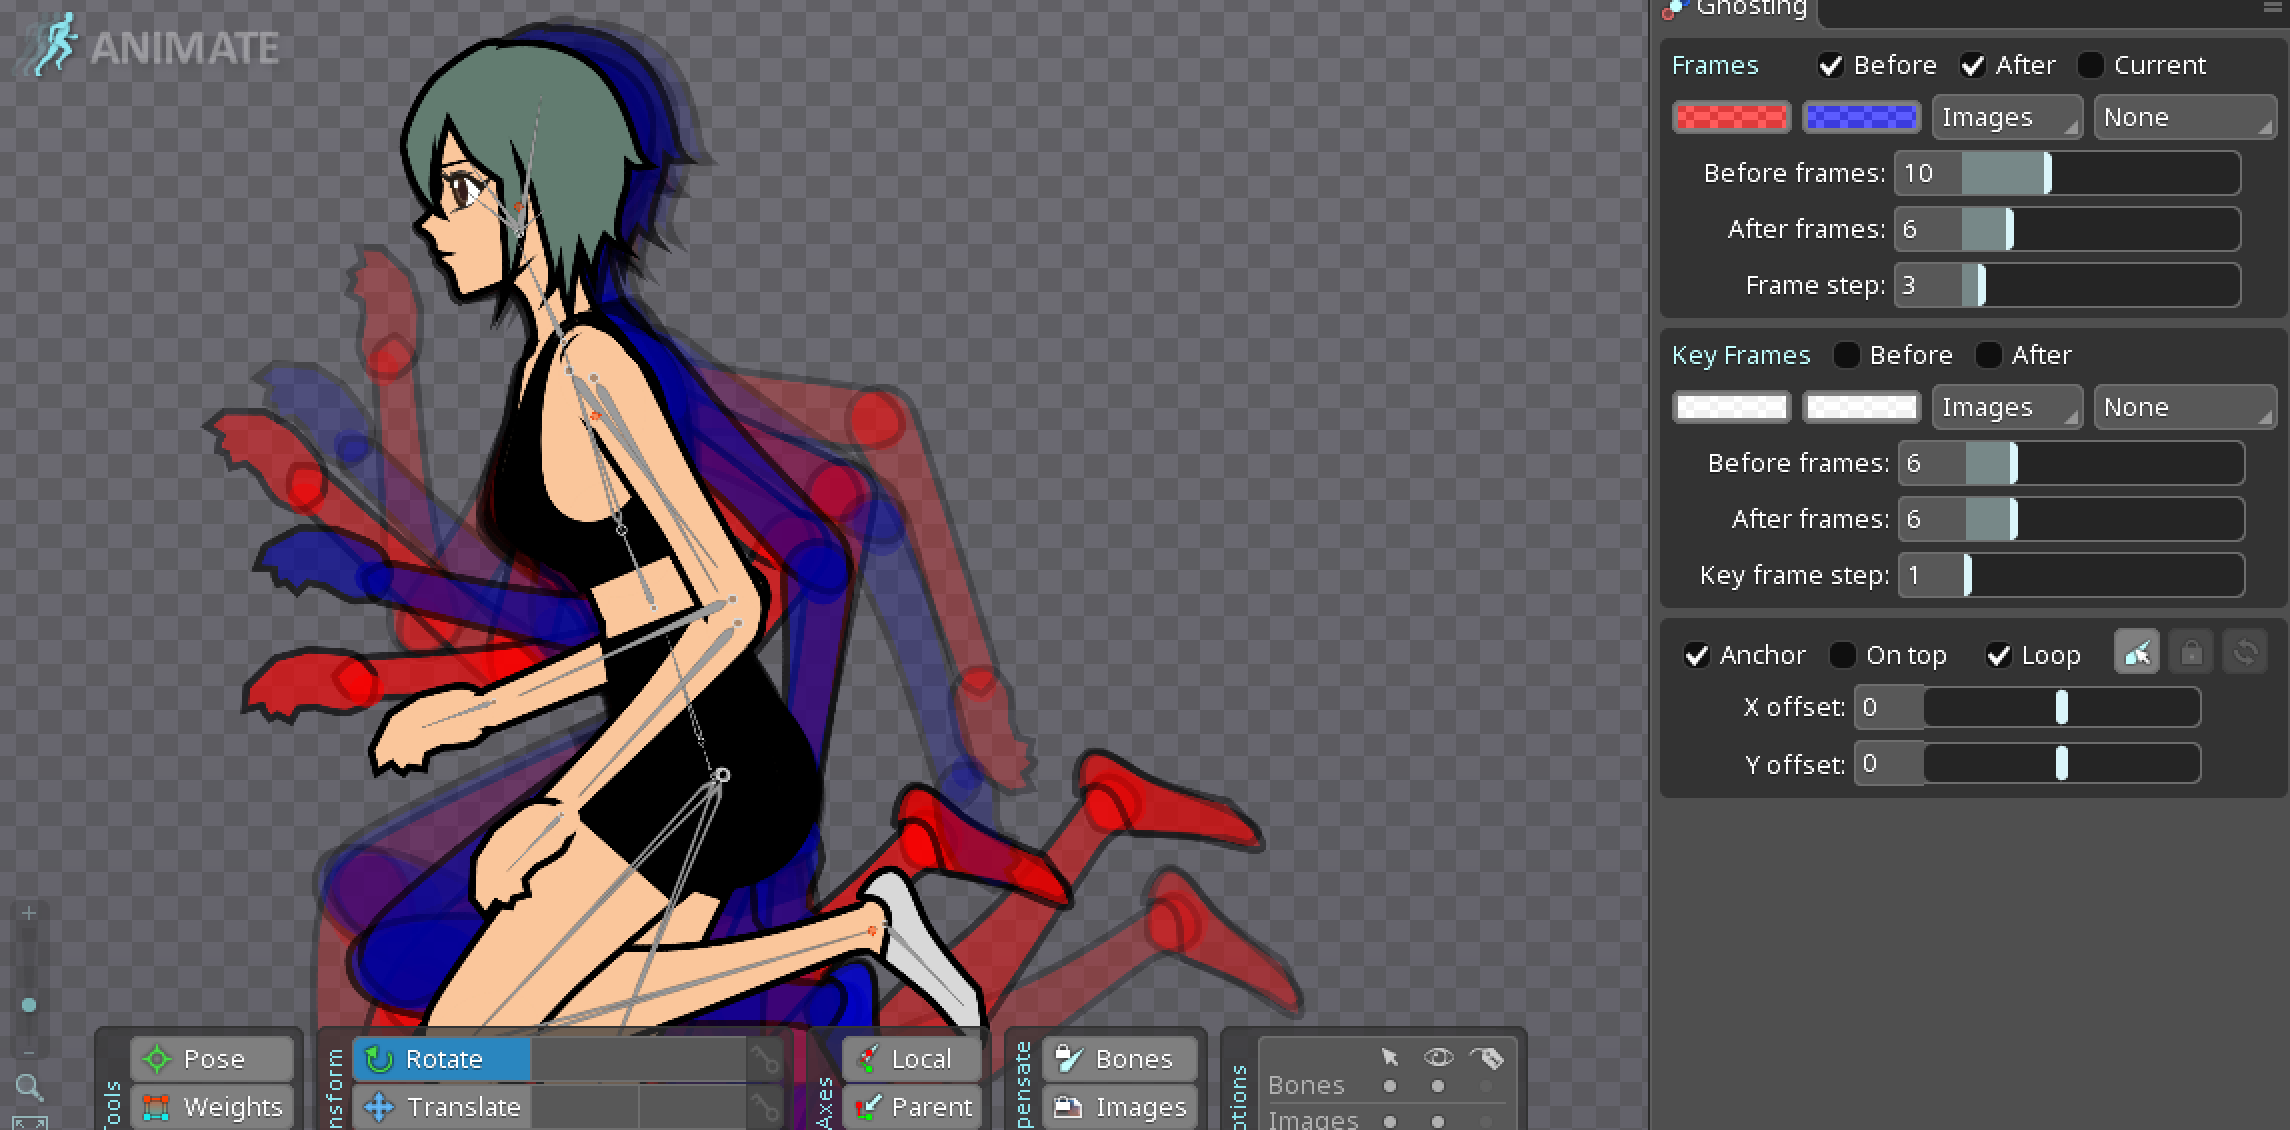 ANIMATE
Ghosting
Frames Before After Current
Images None
Before frames: 10
After frames: 6
Frame step: 3
Key Frames Before After
Images None
Before frames: 6
After frames: 6
Key frame step: 1
Anchor On top Loop
X offset: 0
Y offset: 0
Tools
Pose
Weights
nsform
Rotate
Translate
Axes
Local
Parent
pensate
Bones
Images
otions
Bones
Images